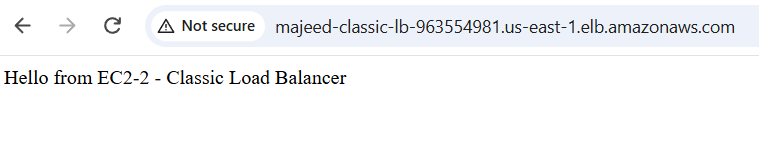 Not secure majeed-classic-lb-963554981.us-east-1.elb.amazonaws.com
Hello from EC2-2 - Classic Load Balancer